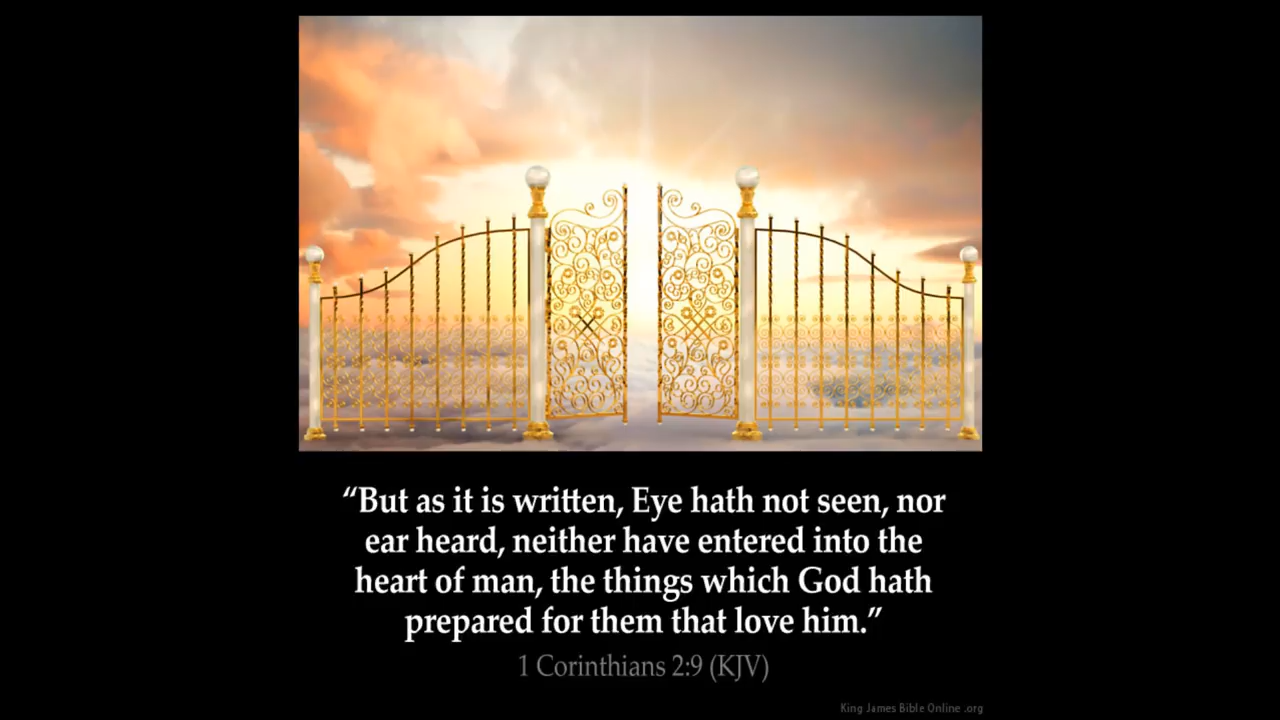 “But as it is written, Eye hath not seen, nor
ear heard, neither have entered into the
heart of man, the things which God hath
prepared for them that love him.”
1 Corinthians 2:9 (KJV)
King James Bible Online .org